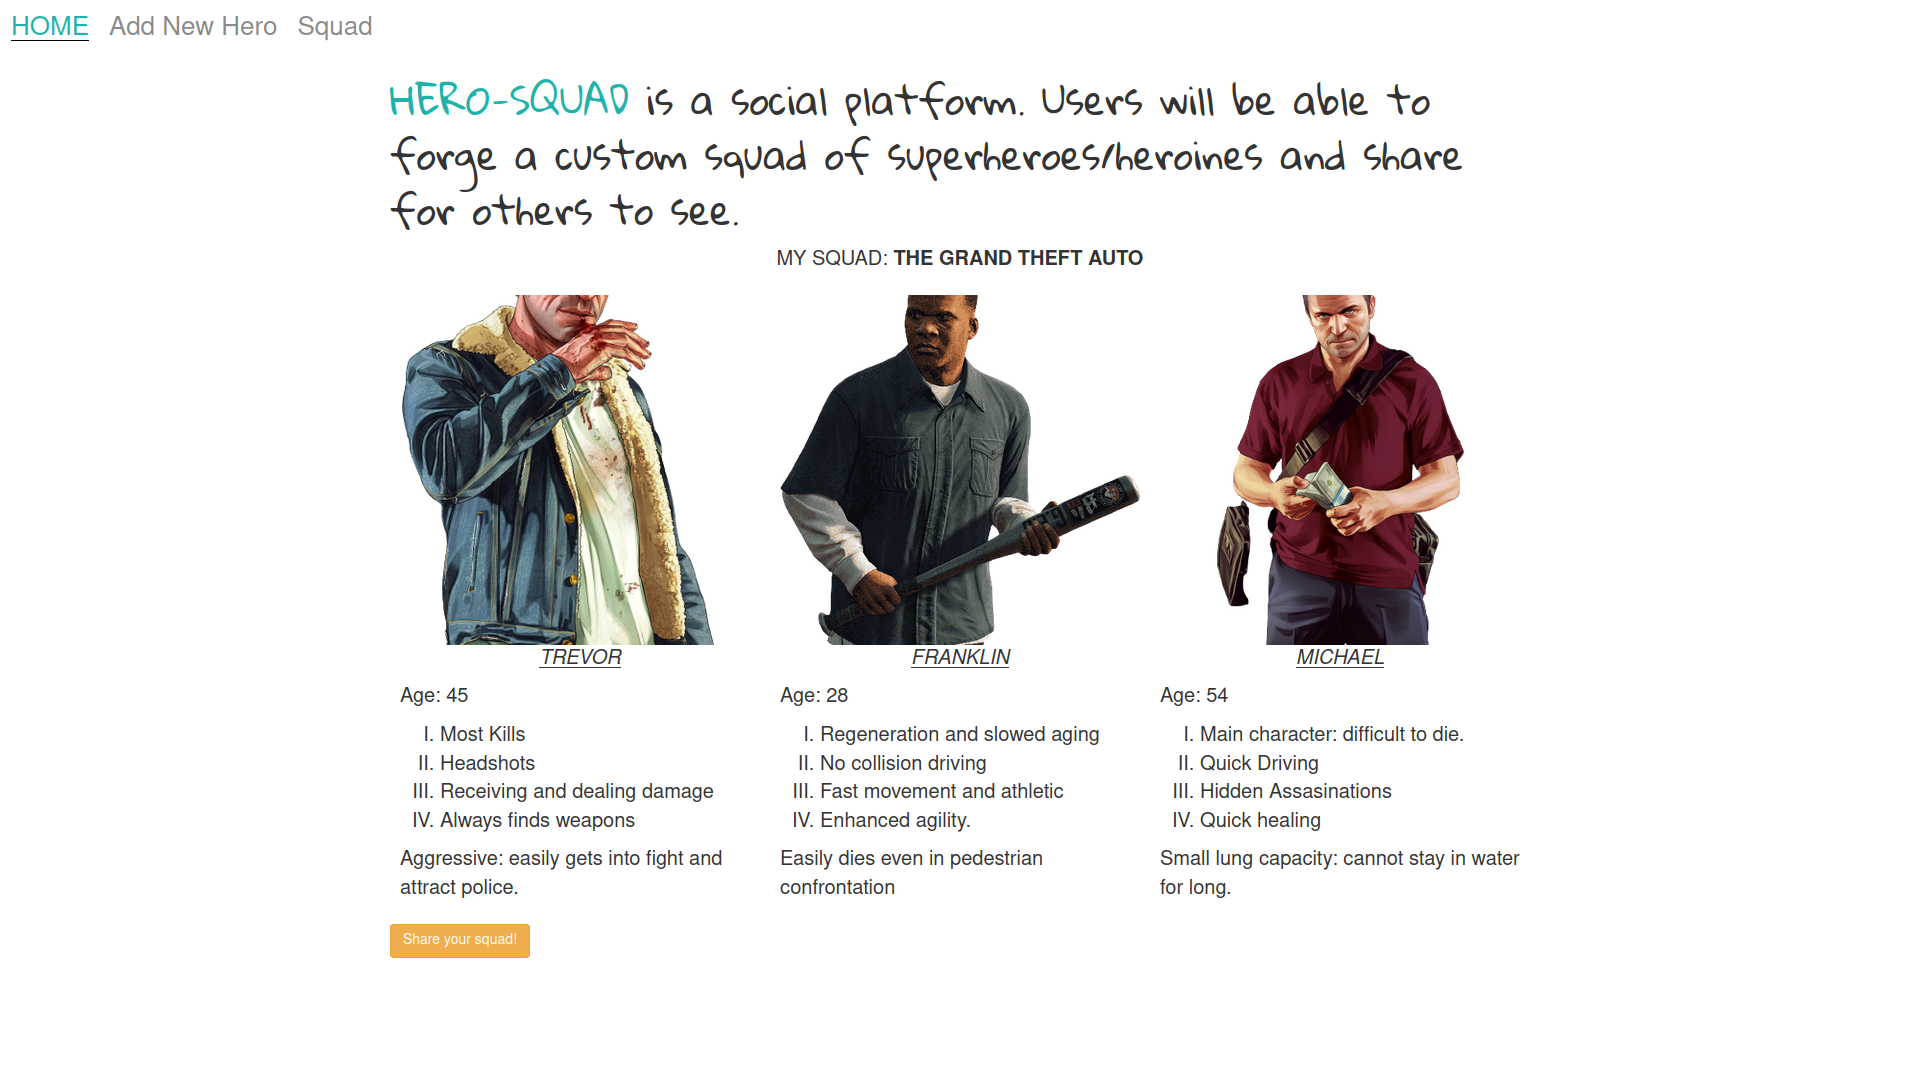 HOME Add New Hero Squad
HERO-SQUAD is a social platform. Users will be able to
forge a custom squad of superheroes/heroines and share
for others to see.
MY SQUAD: THE GRAND THEFT AUTO
TREVOR
Age: 45
I. Most Kills
II. Headshots
III. Receiving and dealing damage
IV. Always finds weapons
Aggressive: easily gets into fight and
attract police.
FRANKLIN
Age: 28
I. Regeneration and slowed aging
II. No collision driving
III. Fast movement and athletic
IV. Enhanced agility.
Easily dies even in pedestrian
confrontation
MICHAEL
Age: 54
I. Main character: difficult to die.
II. Quick Driving
III. Hidden Assasinations
IV. Quick healing
Small lung capacity: cannot stay in water
for long.
Share your squad!